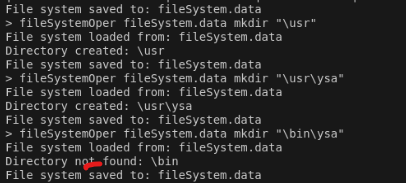 File system saved to: fileSystem.data
> fileSystemOper fileSystem.data mkdir "\usr"
File system loaded from: fileSystem.data
Directory created: \usr
File system saved to: fileSystem.data
> fileSystemOper fileSystem.data mkdir "\usr\ysa"
File system loaded from: fileSystem.data
Directory created: \usr\ysa
File system saved to: fileSystem.data
> fileSystemOper fileSystem.data mkdir "\bin\ysa"
File system loaded from: fileSystem.data
Directory not found: \bin
File system saved to: fileSystem.data